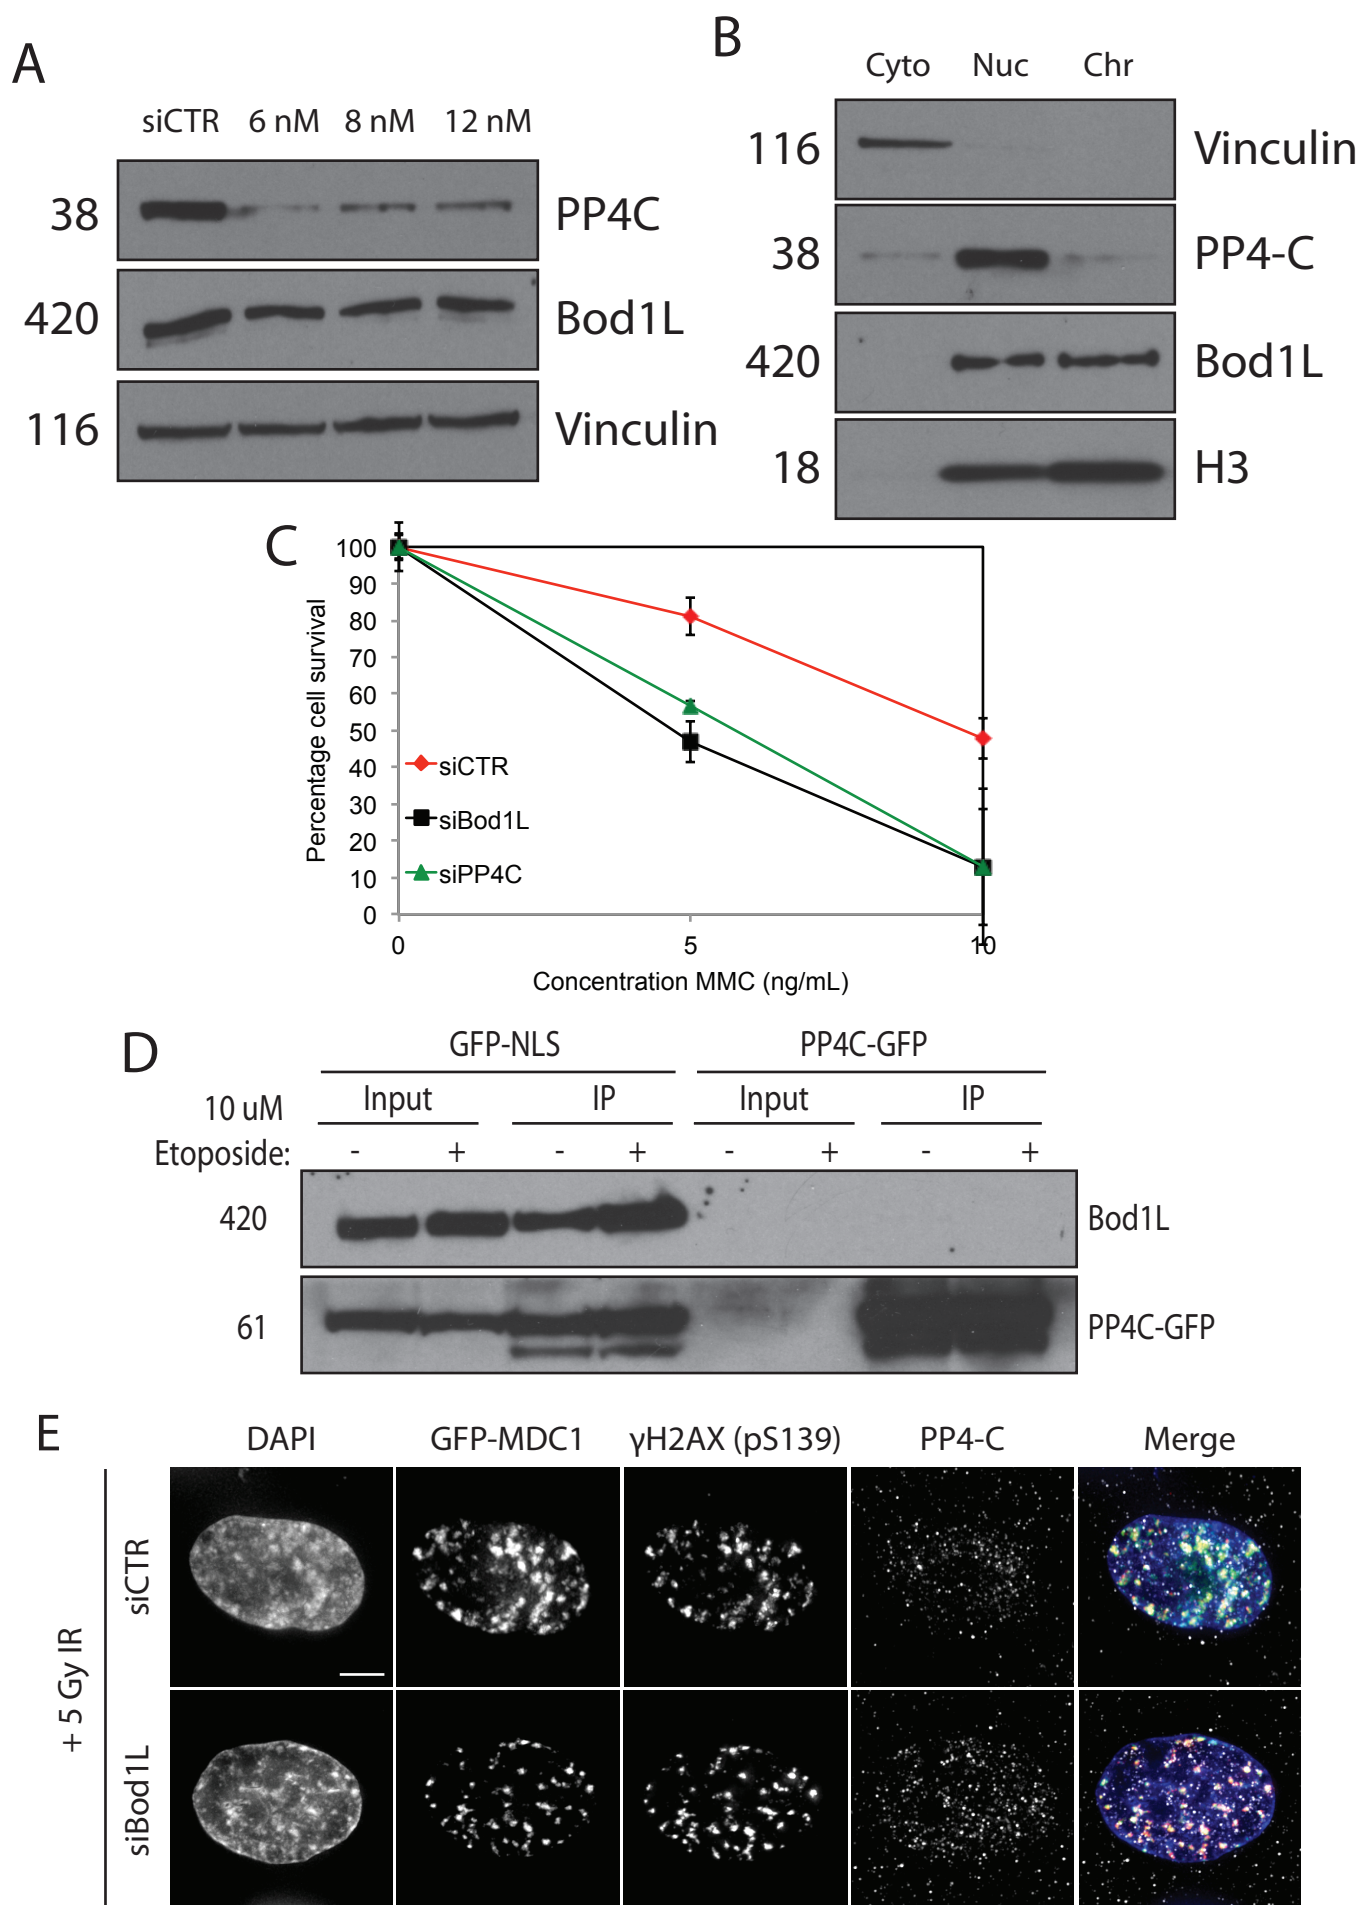 A
siCTR 6 nM 8 nM 12 nM
38 PP4C
420 Bod1L
116 Vinculin
B
Cyto Nuc Chr
116 Vinculin
38 PP4-C
420 Bod1L
18 H3
C
100
90
80
70
60
50
40
30
20
10
0
Percentage cell survival
siCTR
siBod1L
siPP4C
0 5 10
Concentration MMC (ng/mL)
D
GFP-NLS PP4C-GFP
Input IP Input IP
10 uM
Etoposide: - + - + - + - +
420 Bod1L
61 PP4C-GFP
E
DAPI GFP-MDC1 γH2AX (pS139) PP4-C Merge
+ 5 Gy IR
siCTR
siBod1L